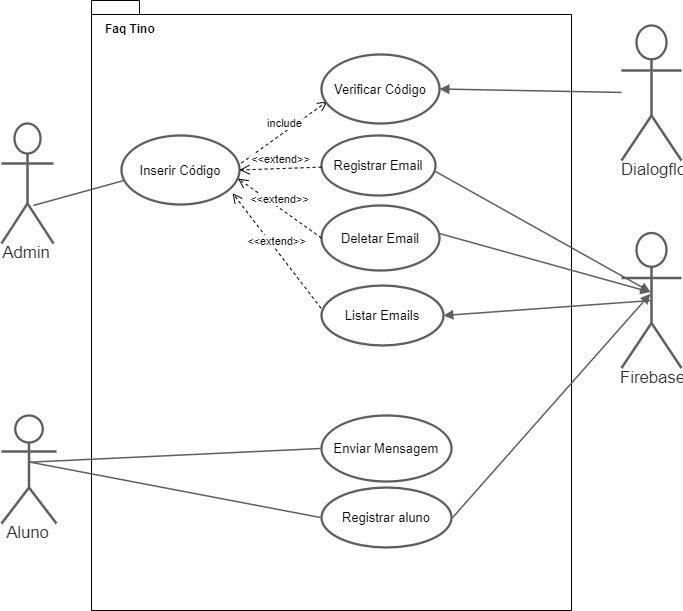 Faq Tino
Verificar Código
include
Inserir Código
<<extend>>
Registrar Email
Dialogflo
<<extend>>
Admin
Deletar Email
<<extend>>
Listar Emails
Firebase
Enviar Mensagem
Registrar aluno
Aluno